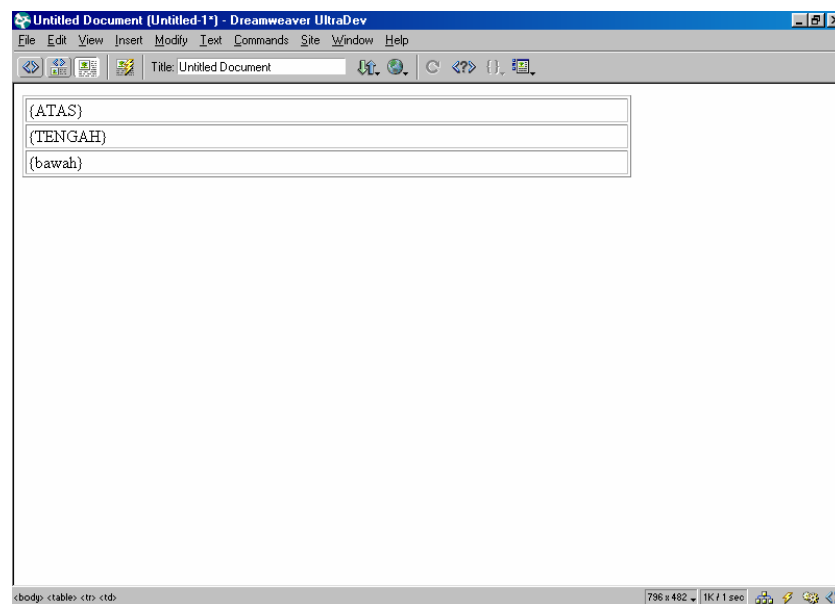 Untitled Document (Untitled-1*) - Dreamweaver UltraDev
File Edit View Insert Modify Text Commands Site Window Help
Title: Untitled Document
{ATAS}
{TENGAH}
{bawah}
<body> <table> <tr> <td> 796 x 482 1K / 1 sec